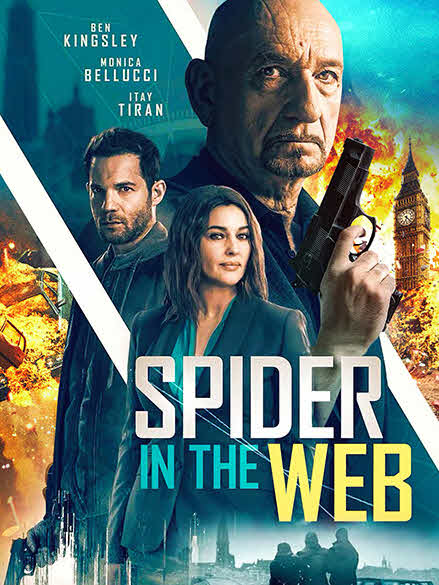 BEN
KINGSLEY
MONICA
BELLUCCI
ITAY
TIRAN
SPIDER
IN THE WEB